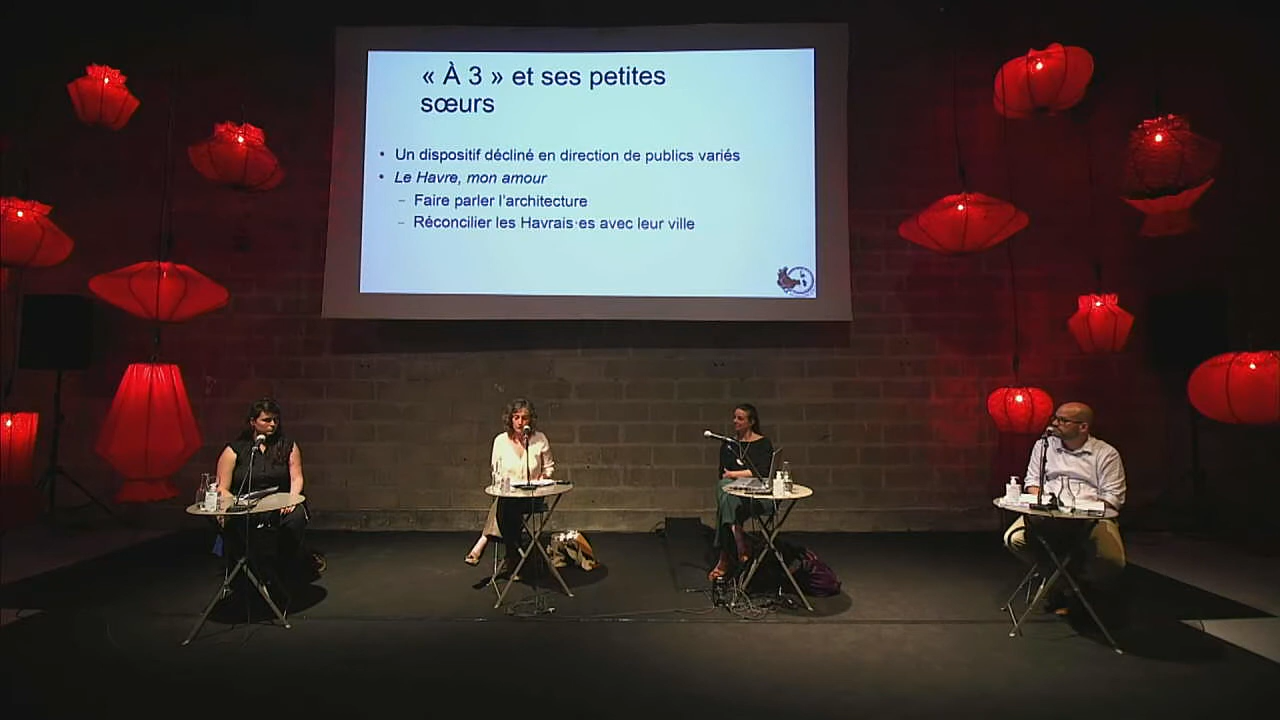 « À 3 » et ses petites
sœurs
• Un dispositif décliné en direction de publics variés
• Le Havre, mon amour
– Faire parler l'architecture
– Réconcilier les Havrais·es avec leur ville